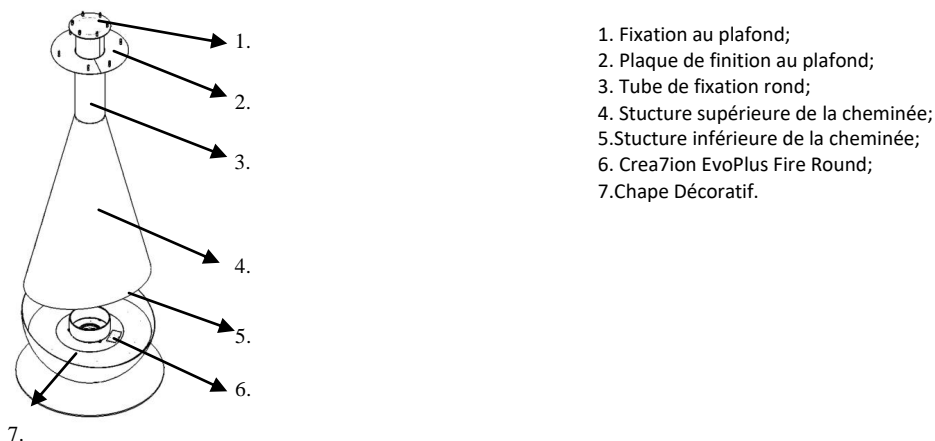 1.
2.
3.
4.
5.
6.
7.
1. Fixation au plafond;
2. Plaque de finition au plafond;
3. Tube de fixation rond;
4. Stucture supérieure de la cheminée;
5.Stucture inférieure de la cheminée;
6. Crea7ion EvoPlus Fire Round;
7.Chape Décoratif.